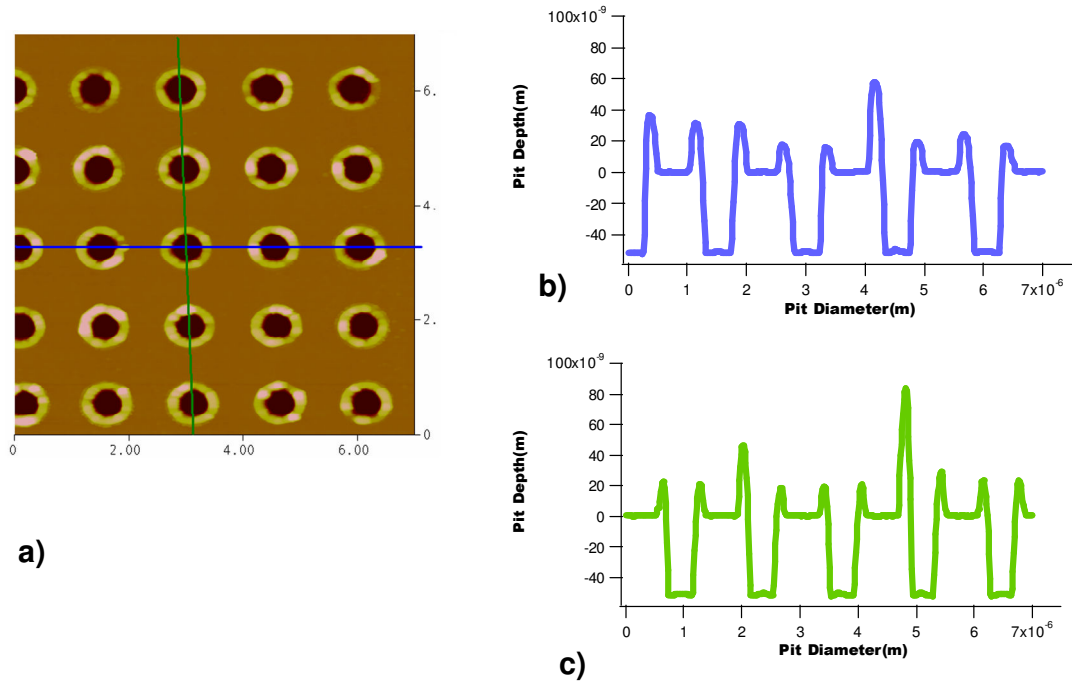 6.
4.
2.
0
0
2.00
4.00
6.00
a)
100x10⁻⁹
80
60
40
20
0
-20
-40
Pit Depth(m)
0 1 2 3 4 5 6 7x10⁻⁶
Pit Diameter(m)
b)
100x10⁻⁹
80
60
40
20
0
-20
-40
Pit Depth(m)
0 1 2 3 4 5 6 7x10⁻⁶
Pit Diameter(m)
c)